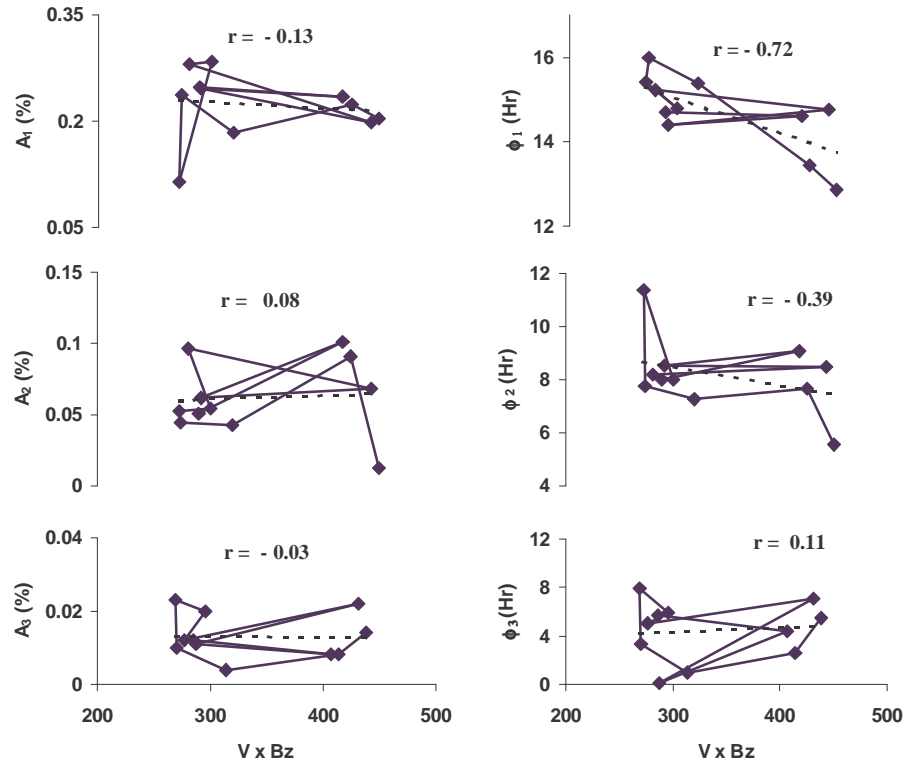 0.35
0.2
0.05
A1 (%)
r = - 0.13
16
14
12
ϕ 1 (Hr)
r = - 0.72
0.15
0.1
0.05
0
A2 (%)
r = 0.08
12
10
8
6
4
ϕ 2 (Hr)
r = - 0.39
0.04
0.02
0
A3 (%)
r = - 0.03
200 300 400 500
V x Bz
12
8
4
0
ϕ3 (Hr)
r = 0.11
200 300 400 500
V x Bz